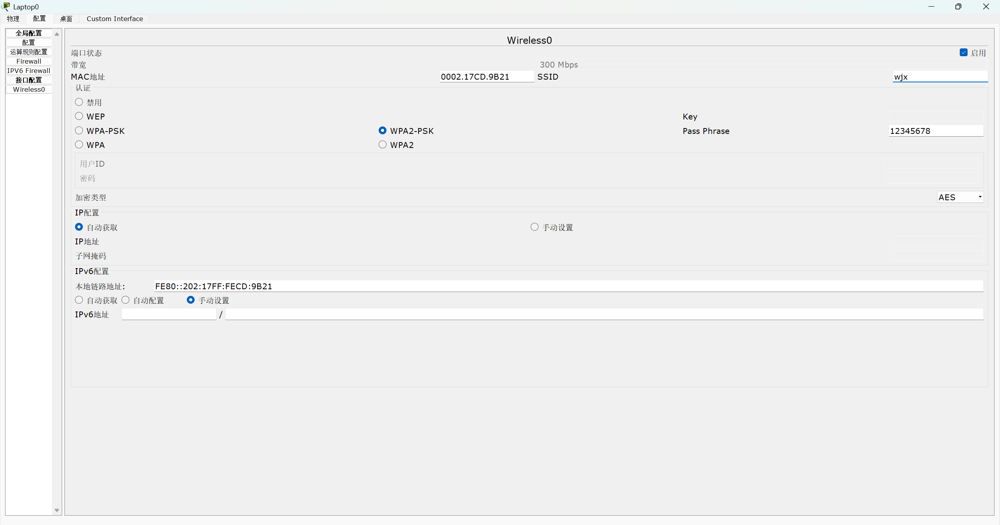 Laptop0
物理 配置 桌面 Custom Interface
全局配置
配置
运算规则配置
Firewall
IPV6 Firewall
接口配置
Wireless0
Wireless0
端口状态 启用
带宽 300 Mbps
MAC地址 0002.17CD.9B21 SSID wjx
认证
禁用
WEP Key
WPA-PSK WPA2-PSK Pass Phrase 12345678
WPA WPA2
用户ID
密码
加密类型 AES
IP配置
自动获取 手动设置
IP地址
子网掩码
IPv6配置
本地链路地址: FE80::202:17FF:FECD:9B21
自动获取 自动配置 手动设置
IPv6地址 /